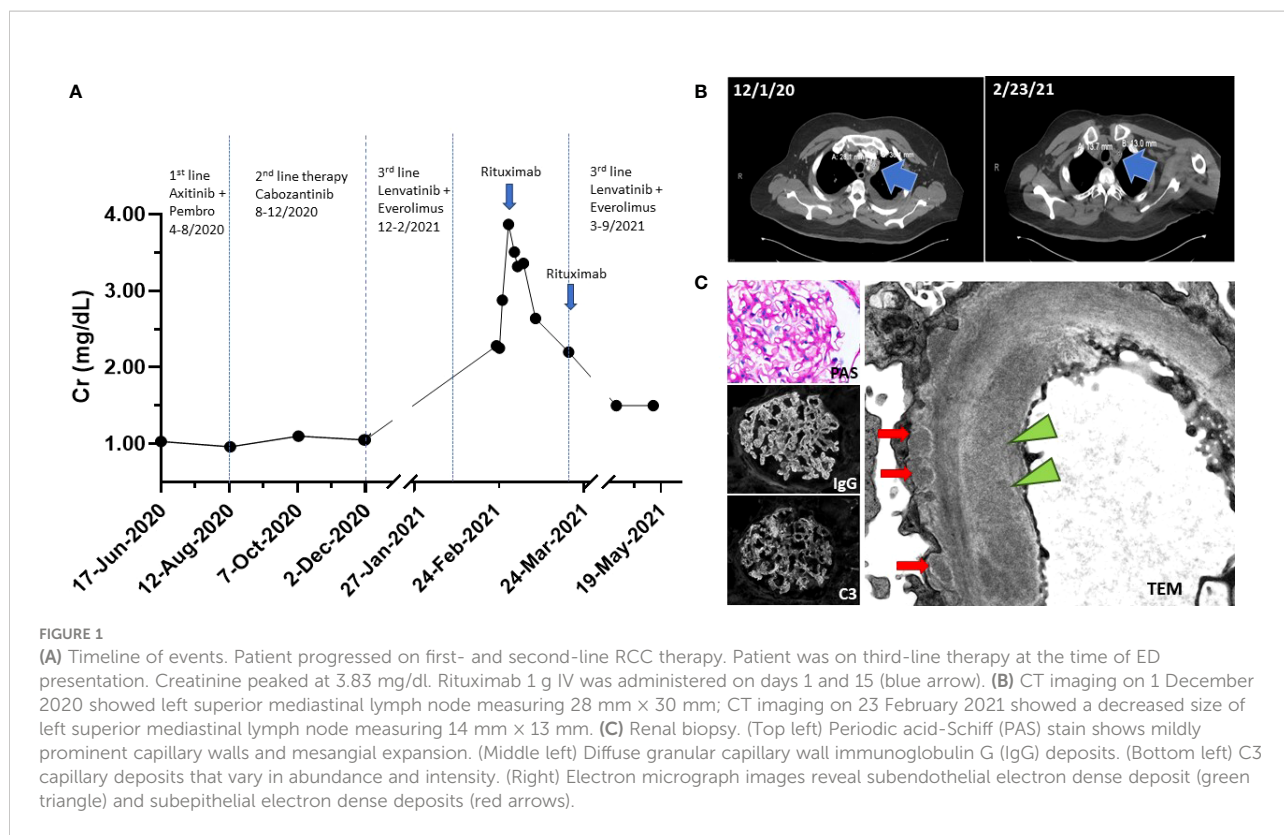 A
1st line
Axitinib +
Pembro
4-8/2020
2nd line therapy
Cabozantinib
8-12/2020
3rd line
Lenvatinib +
Everolimus
12-2/2021
Rituximab
3rd line
Lenvatinib +
Everolimus
3-9/2021
Rituximab
Cr (mg/dL)
4.00
3.00
2.00
1.00
17-Jun-2020
12-Aug-2020
7-Oct-2020
2-Dec-2020
27-Jan-2021
24-Feb-2021
24-Mar-2021
19-May-2021
B
12/1/20
R
2/23/21
A: 13.7 mm
B: 13.0 mm
R
C
PAS
IgG
C3
TEM
FIGURE 1
(A) Timeline of events. Patient progressed on first- and second-line RCC therapy. Patient was on third-line therapy at the time of ED
presentation. Creatinine peaked at 3.83 mg/dl. Rituximab 1 g IV was administered on days 1 and 15 (blue arrow). (B) CT imaging on 1 December
2020 showed left superior mediastinal lymph node measuring 28 mm × 30 mm; CT imaging on 23 February 2021 showed a decreased size of
left superior mediastinal lymph node measuring 14 mm × 13 mm. (C) Renal biopsy. (Top left) Periodic acid-Schiff (PAS) stain shows mildly
prominent capillary walls and mesangial expansion. (Middle left) Diffuse granular capillary wall immunoglobulin G (IgG) deposits. (Bottom left) C3
capillary deposits that vary in abundance and intensity. (Right) Electron micrograph images reveal subendothelial electron dense deposit (green
triangle) and subepithelial electron dense deposits (red arrows).